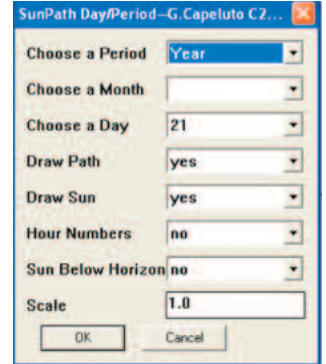 SunPath Day/Period--G.Capeluto C2...
Choose a Period Year
Choose a Month
Choose a Day 21
Draw Path yes
Draw Sun yes
Hour Numbers no
Sun Below Horizon no
Scale 1.0
OK Cancel